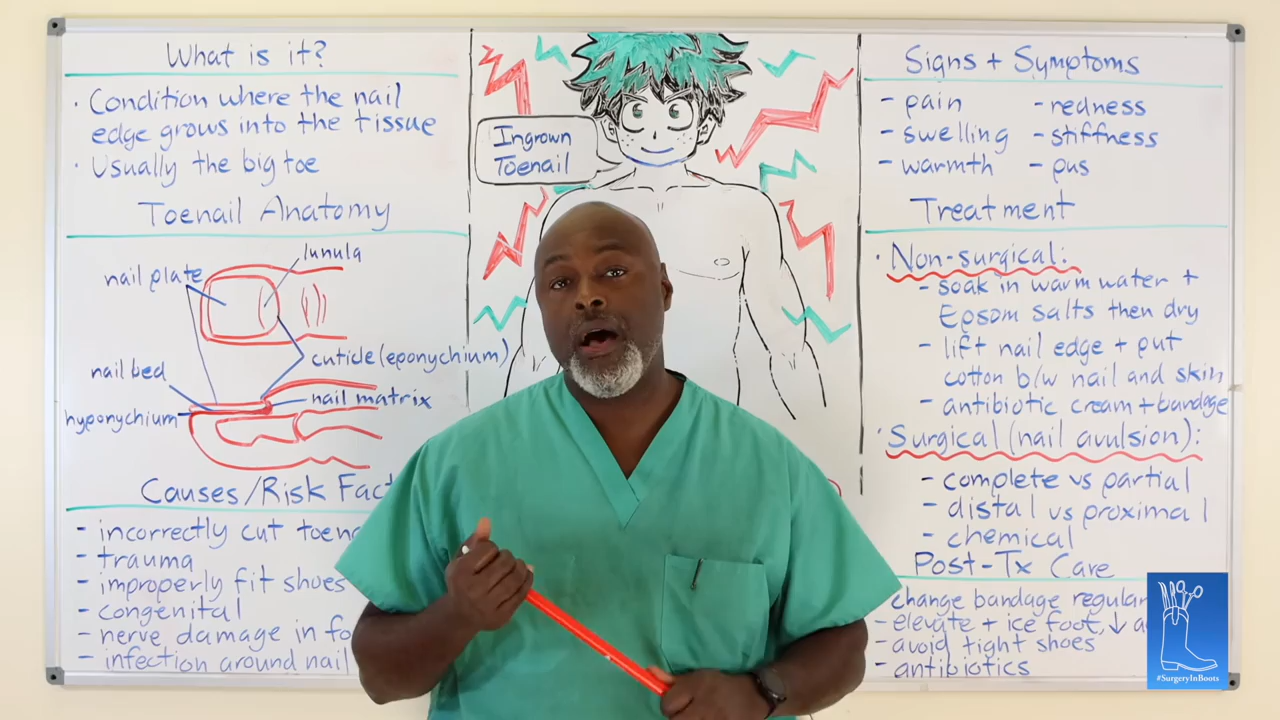 What is it?
· Condition where the nail
edge grows into the tissue
· Usually the big toe
Toenail Anatomy
lunula
nail plate
cuticle (eponychium)
nail bed
nail matrix
hyponychium
Causes/Risk Fact
- incorrectly cut toen
- trauma
- improperly fit shoes
- congenital
- nerve damage in fo
- infection around nail
Ingrown
Toenail
Signs + Symptoms
- pain - redness
- swelling - stiffness
- warmth - pus
Treatment
· Non-surgical:
- soak in warm water +
Epsom salts then dry
- lift nail edge + put
cotton b/w nail and skin
- antibiotic cream + bandage
· Surgical (nail avulsion):
- complete vs partial
- distal vs proximal
- chemical
Post-Tx Care
- change bandage regular
- elevate + ice foot, ↓ a
- avoid tight shoes
- antibiotics
#SurgeryInBoots